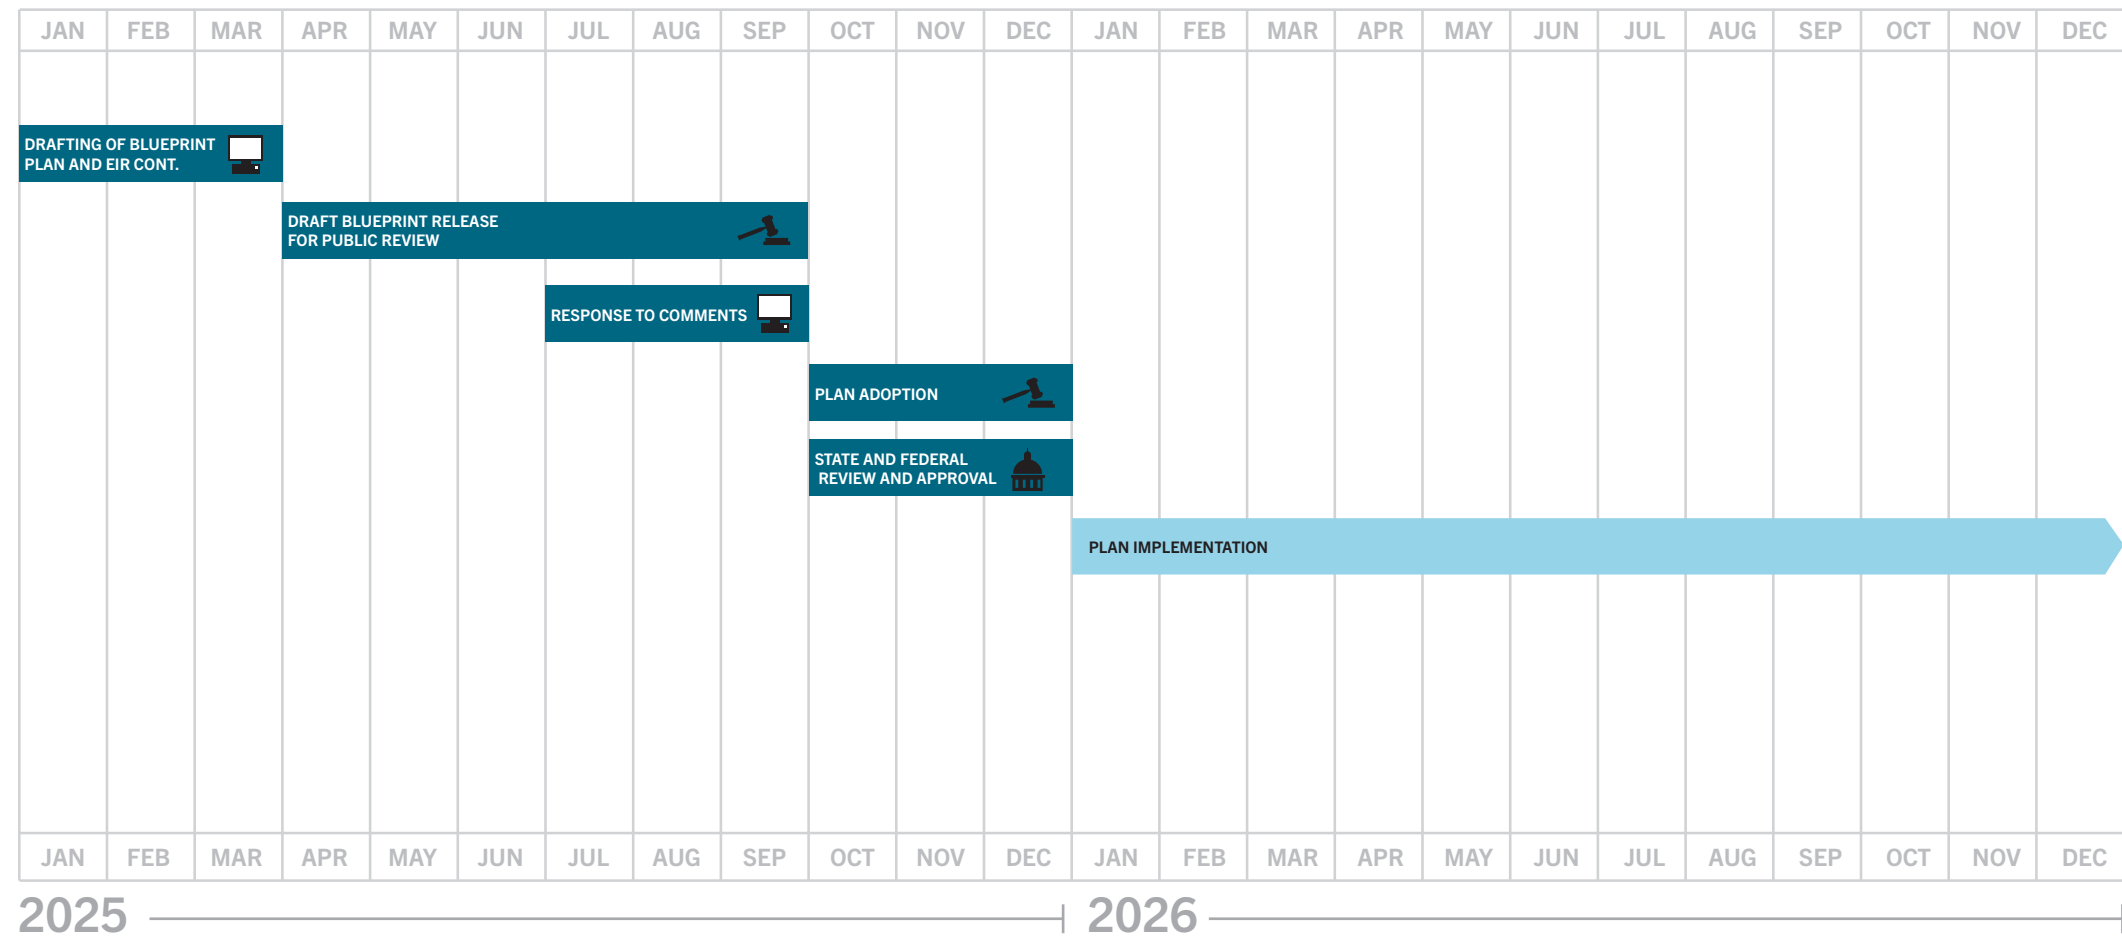 JAN FEB MAR APR MAY JUN JUL AUG SEP OCT NOV DEC JAN FEB MAR APR MAY JUN JUL AUG SEP OCT NOV DEC
DRAFTING OF BLUEPRINT
PLAN AND EIR CONT.
DRAFT BLUEPRINT RELEASE
FOR PUBLIC REVIEW
RESPONSE TO COMMENTS
PLAN ADOPTION
STATE AND FEDERAL
REVIEW AND APPROVAL
PLAN IMPLEMENTATION
JAN FEB MAR APR MAY JUN JUL AUG SEP OCT NOV DEC JAN FEB MAR APR MAY JUN JUL AUG SEP OCT NOV DEC
2025 2026